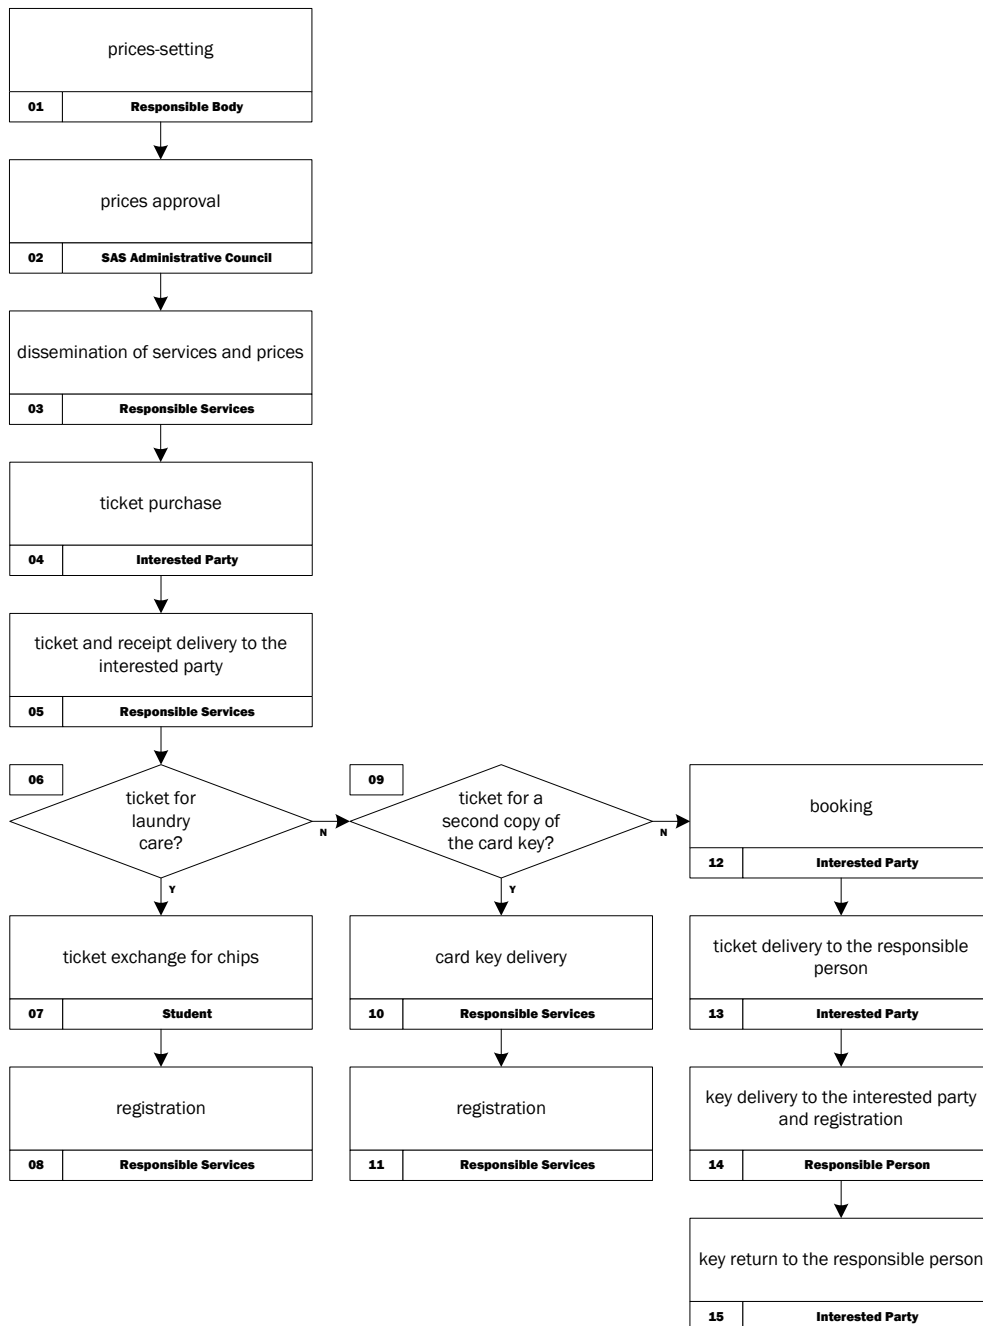 prices-setting
01 Responsible Body
prices approval
02 SAS Administrative Council
dissemination of services and prices
03 Responsible Services
ticket purchase
04 Interested Party
ticket and receipt delivery to the
interested party
05 Responsible Services
06
ticket for
laundry
care?
N
Y
ticket exchange for chips
07 Student
registration
08 Responsible Services
09
ticket for a
second copy of
the card key?
N
Y
card key delivery
10 Responsible Services
registration
11 Responsible Services
booking
12 Interested Party
ticket delivery to the responsible
person
13 Interested Party
key delivery to the interested party
and registration
14 Responsible Person
key return to the responsible person
15 Interested Party